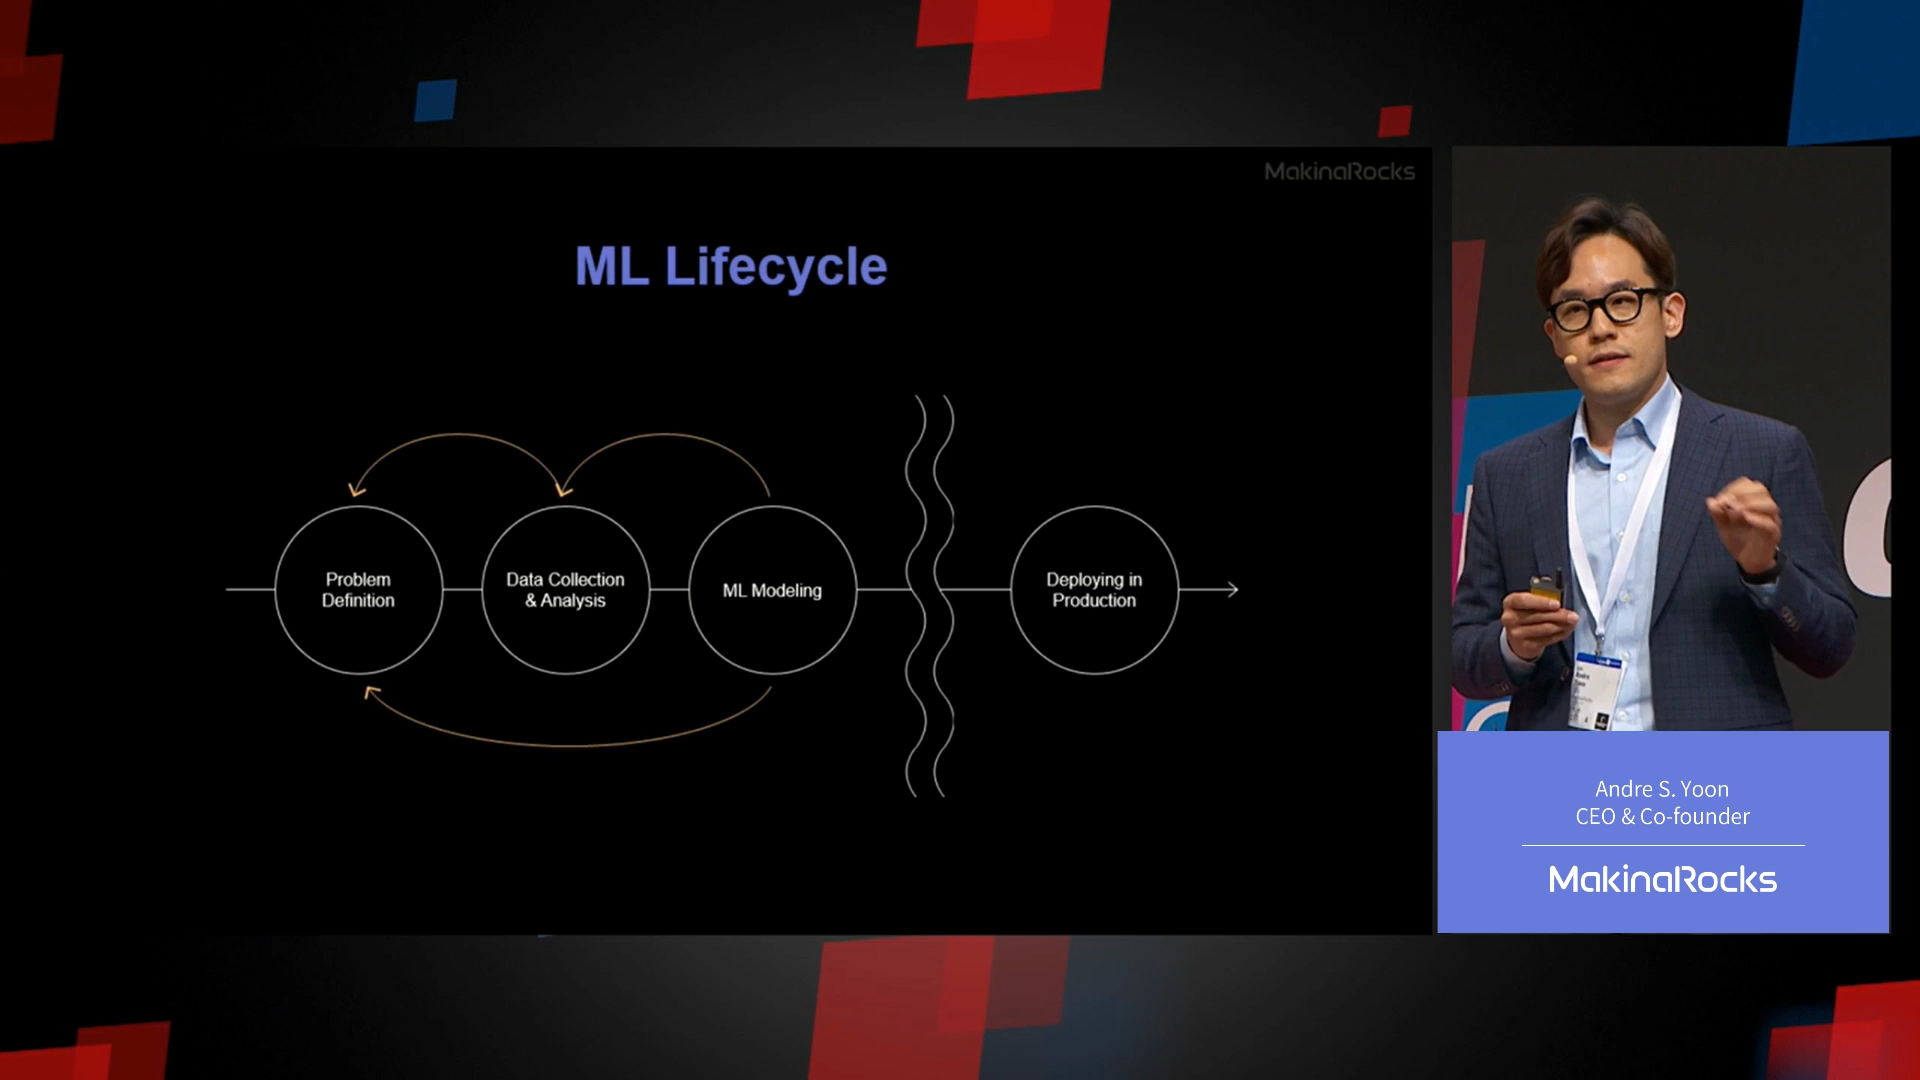 MakinaRocks
ML Lifecycle
Problem
Definition
Data Collection
& Analysis
ML Modeling
Deploying in
Production
Andre S. Yoon
CEO & Co-founder
MakinaRocks